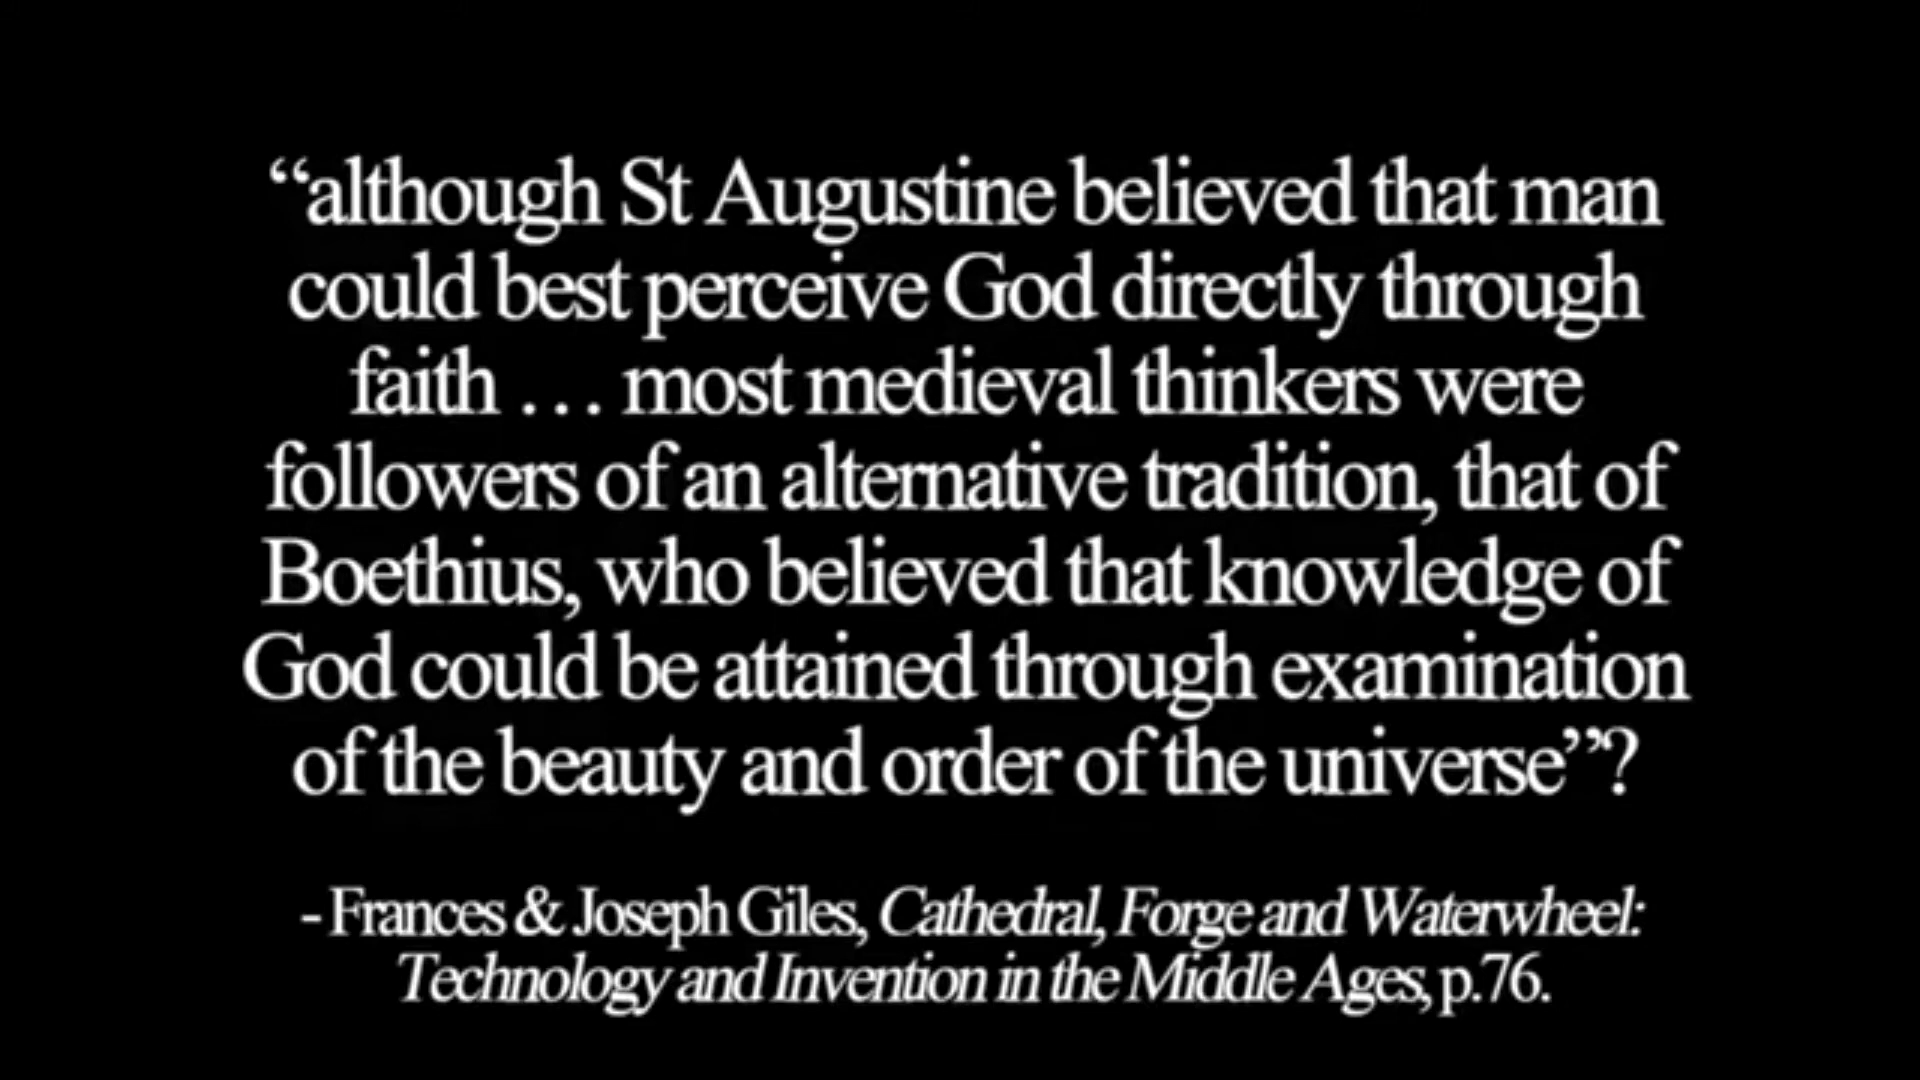 “although St Augustine believed that man
could best perceive God directly through
faith … most medieval thinkers were
followers of an alternative tradition, that of
Boethius, who believed that knowledge of
God could be attained through examination
of the beauty and order of the universe”?
- Frances & Joseph Giles, Cathedral, Forge and Waterwheel:
Technology and Invention in the Middle Ages, p.76.